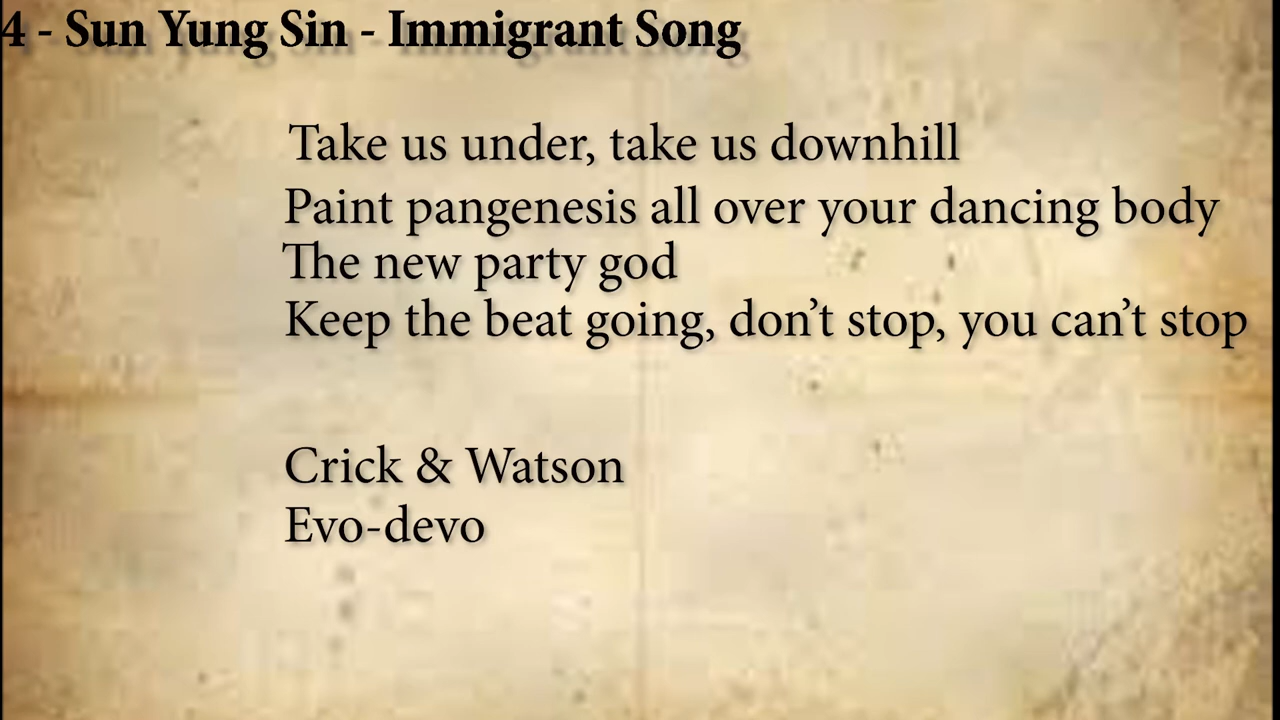 4 - Sun Yung Sin - Immigrant Song
Take us under, take us downhill
Paint pangenesis all over your dancing body
The new party god
Keep the beat going, don’t stop, you can’t stop
Crick & Watson
Evo-devo